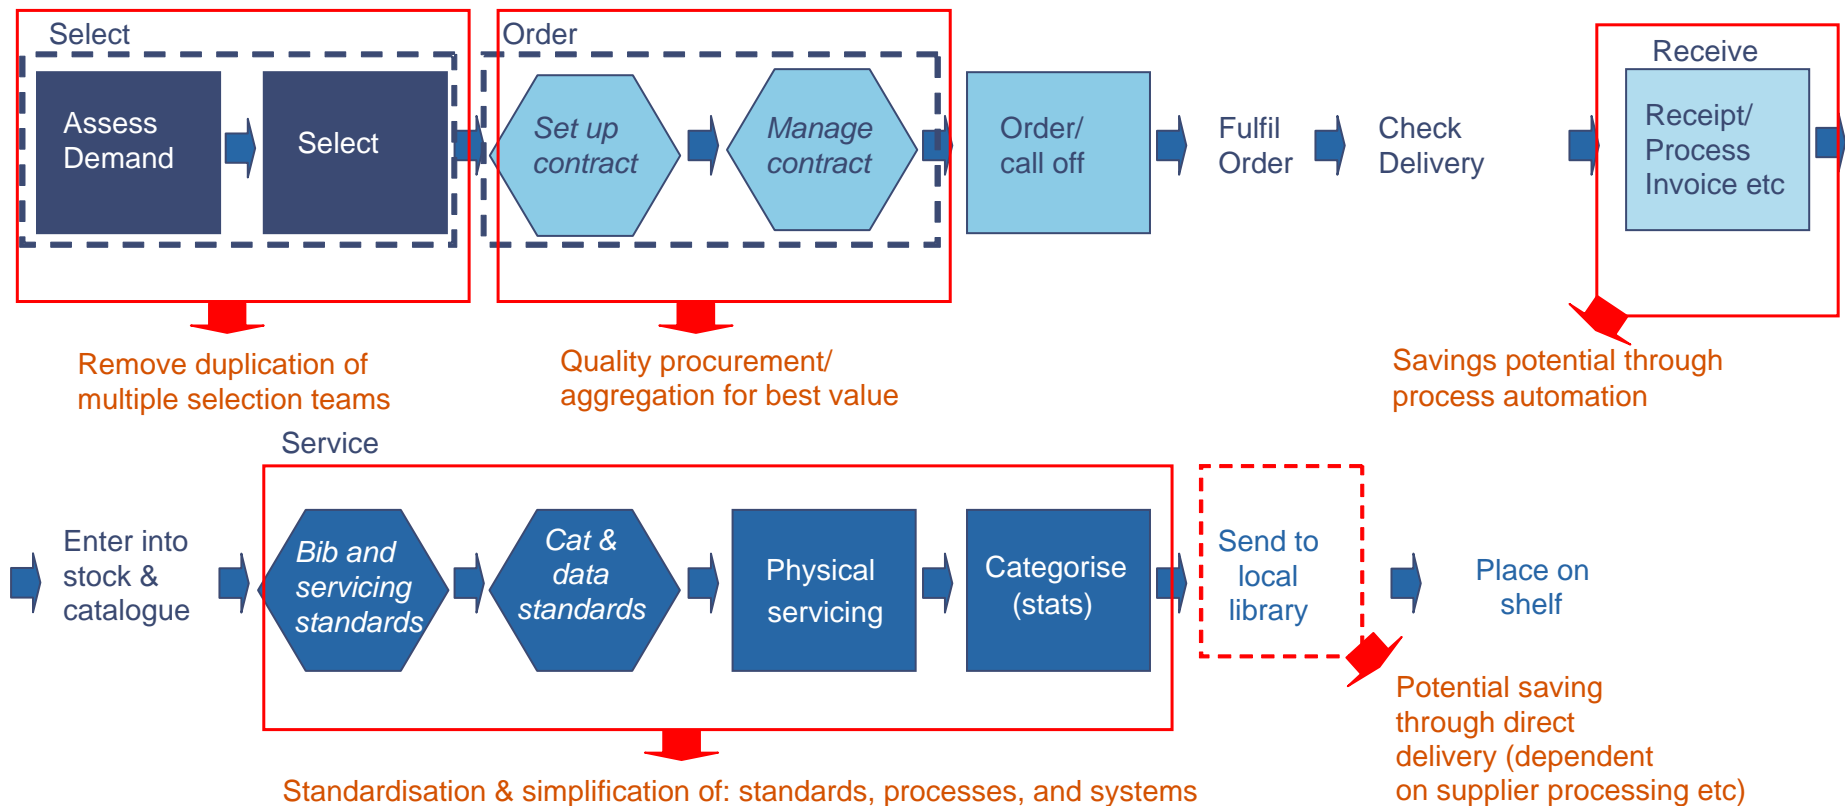 Select
Order
Receive
Assess
Demand
Select
Set up
contract
Manage
contract
Order/
call off
Fulfil
Order
Check
Delivery
Receipt/
Process
Invoice etc
Remove duplication of
multiple selection teams
Quality procurement/
aggregation for best value
Savings potential through
process automation
Service
Enter into
stock &
catalogue
Bib and
servicing
standards
Cat &
data
standards
Physical
servicing
Categorise
(stats)
Send to
local
library
Place on
shelf
Potential saving
through direct
delivery (dependent
on supplier processing etc)
Standardisation & simplification of: standards, processes, and systems